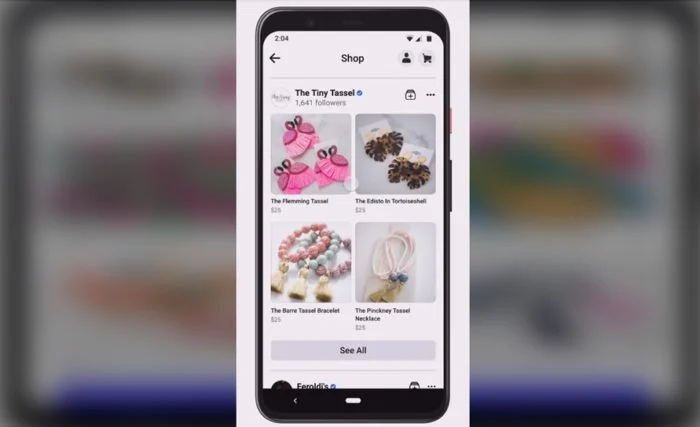 2:04
Shop
The Tiny Tassel
1,641 followers
The Flemming Tassel
$25
The Edisto In Tortoiseshell
$25
The Barre Tassel Bracelet
$25
The Pinckney Tassel
Necklace
$25
See All
Feroldi's